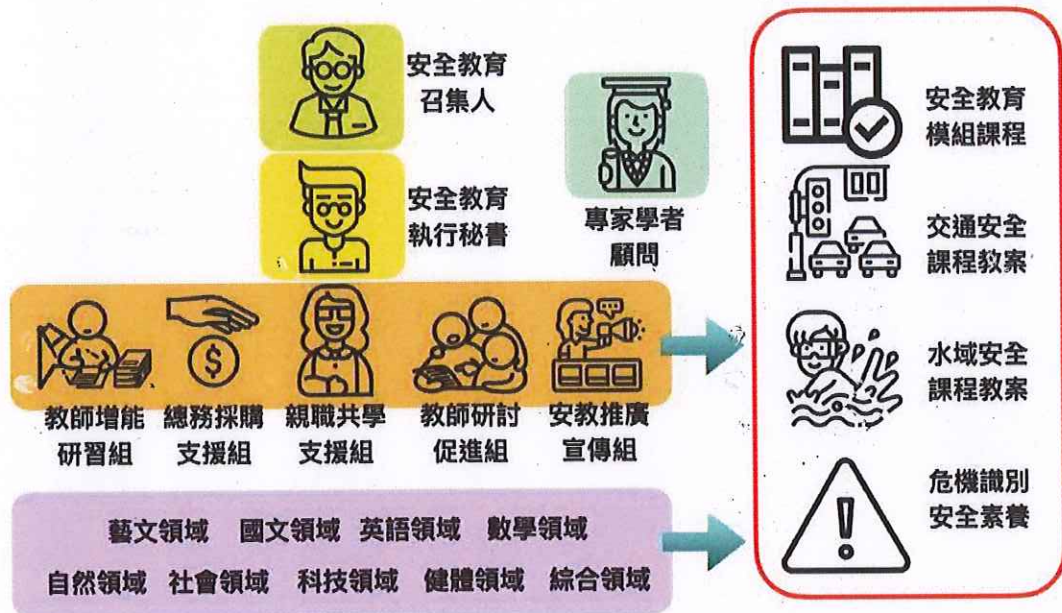 安全教育
召集人
安全教育
執行秘書
專家學者
顧問
$
教師增能
研習組
總務採購
支援組
親職共學
支援組
教師研討
促進組
安教推廣
宣傳組
藝文領域 國文領域 英語領域 數學領域
自然領域 社會領域 科技領域 健體領域 綜合領域
安全教育
模組課程
交通安全
課程教案
水域安全
課程教案
危機識別
安全素養